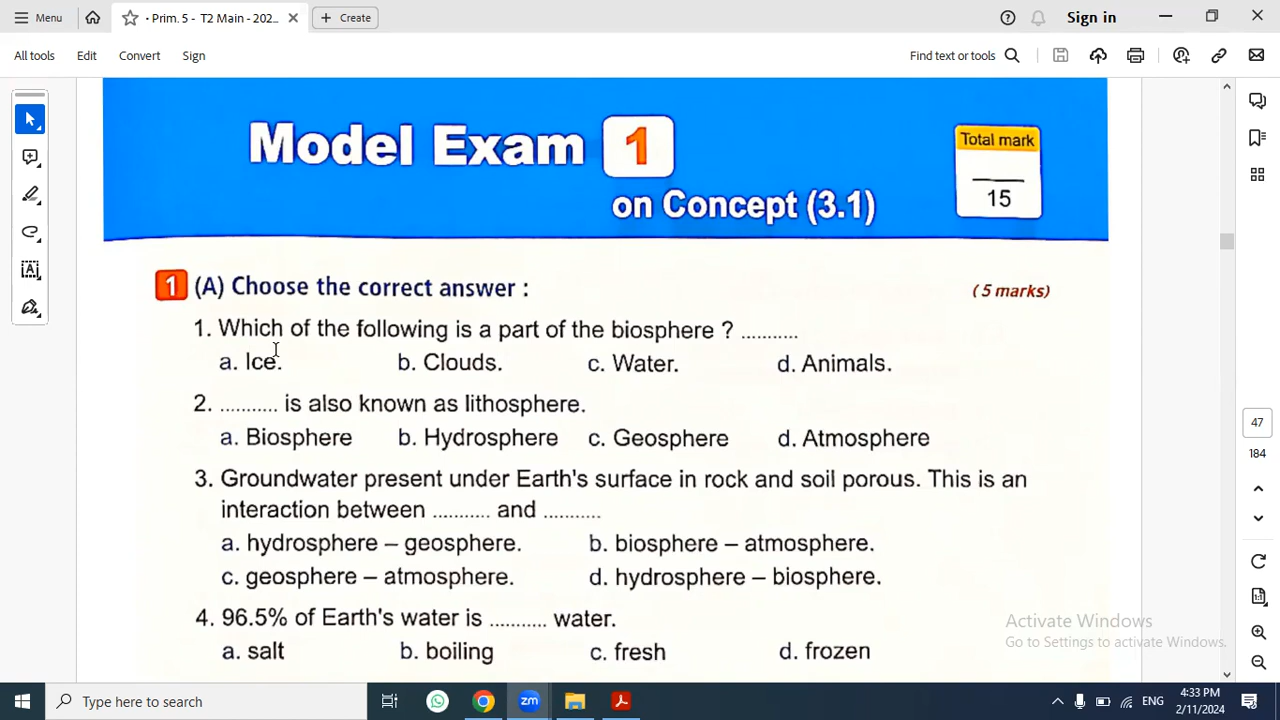 Menu
• Prim. 5 - T2 Main - 202...
Create
Sign in
All tools Edit Convert Sign
Find text or tools
Model Exam 1
on Concept (3.1)
Total mark
15
1 (A) Choose the correct answer :
( 5 marks)
1. Which of the following is a part of the biosphere ? ...........
a. Ice. b. Clouds. c. Water. d. Animals.
2. ........... is also known as lithosphere.
a. Biosphere b. Hydrosphere c. Geosphere d. Atmosphere
3. Groundwater present under Earth's surface in rock and soil porous. This is an
interaction between ........... and ...........
a. hydrosphere – geosphere. b. biosphere – atmosphere.
c. geosphere – atmosphere. d. hydrosphere – biosphere.
4. 96.5% of Earth's water is ........... water.
a. salt b. boiling c. fresh d. frozen
47
184
Activate Windows
Go to Settings to activate Windows.
Type here to search
zm
ENG
4:33 PM
2/11/2024